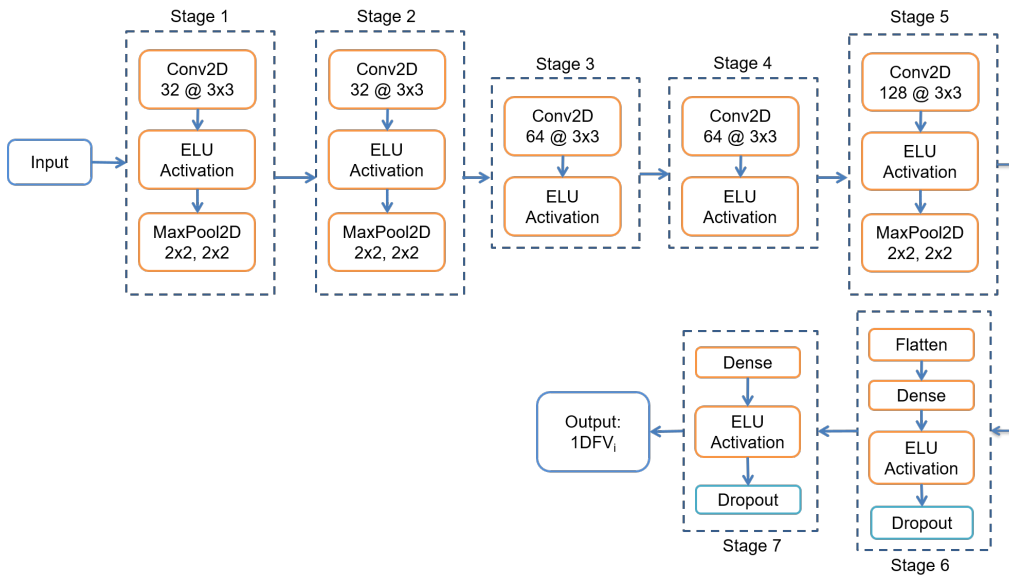 Stage 1
Conv2D
32 @ 3x3
ELU
Activation
MaxPool2D
2x2, 2x2
Stage 2
Conv2D
32 @ 3x3
ELU
Activation
MaxPool2D
2x2, 2x2
Stage 3
Conv2D
64 @ 3x3
ELU
Activation
Stage 4
Conv2D
64 @ 3x3
ELU
Activation
Stage 5
Conv2D
128 @ 3x3
ELU
Activation
MaxPool2D
2x2, 2x2
Input
Flatten
Dense
ELU
Activation
Dropout
Stage 6
Dense
ELU
Activation
Dropout
Stage 7
Output:
1DFVi